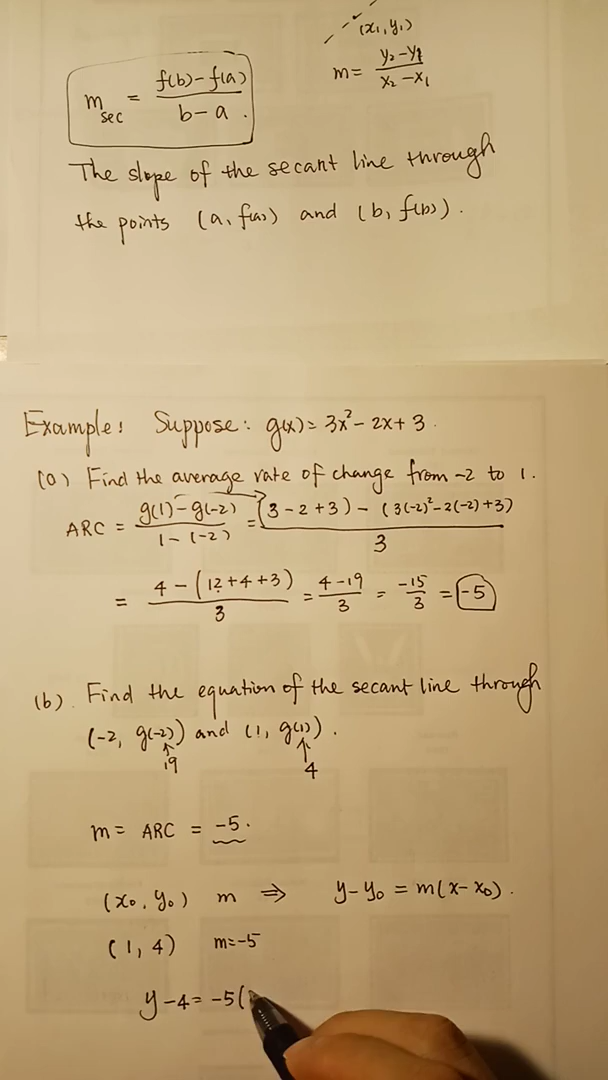 (x₁, y₁)
m_sec = (f(b) − f(a)) / (b − a).
m = (y₂ − y₁) / (x₂ − x₁)
The slope of the secant line through
the points (a, f(a)) and (b, f(b)).
Example: Suppose: g(x) = 3x² − 2x + 3.
(a) Find the average rate of change from −2 to 1.
ARC = (g(1) − g(−2)) / (1 − (−2)) = ((3 − 2 + 3) − (3(−2)² − 2(−2) + 3)) / 3
= (4 − (12 + 4 + 3)) / 3 = (4 − 19) / 3 = −15 / 3 = −5
(b) Find the equation of the secant line through
(−2, g(−2)) and (1, g(1)).
↑ ↑
19 4
m = ARC = −5.
(x₀, y₀) m ⇒ y − y₀ = m(x − x₀).
(1, 4) m = −5
y − 4 = −5(